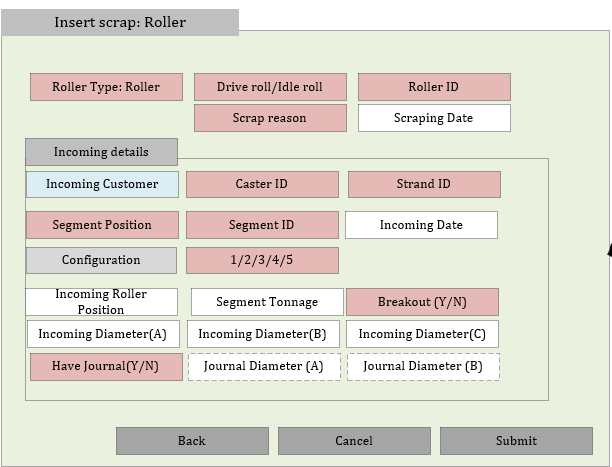 Insert scrap: Roller
Roller Type: Roller
Drive roll/Idle roll
Roller ID
Scrap reason
Scraping Date
Incoming details
Incoming Customer
Caster ID
Strand ID
Segment Position
Segment ID
Incoming Date
Configuration
1/2/3/4/5
Incoming Roller
Position
Segment Tonnage
Breakout (Y/N)
Incoming Diameter(A)
Incoming Diameter(B)
Incoming Diameter(C)
Have Journal(Y/N)
Journal Diameter (A)
Journal Diameter (B)
Back
Cancel
Submit